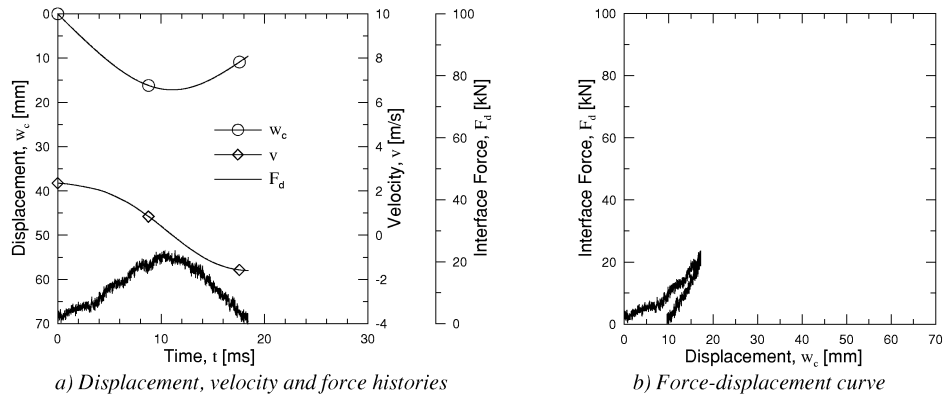 0
10
20
30
40
50
60
70
Displacement, w_c [mm]
10
8
6
4
2
0
-2
-4
Velocity, v [m/s]
100
80
60
40
20
0
Interface Force, F_d [kN]
w_c
v
F_d
0 10 20 30
Time, t [ms]
100
80
60
40
20
0
Interface Force, F_d [kN]
0 10 20 30 40 50 60 70
Displacement, w_c [mm]
a) Displacement, velocity and force histories
b) Force-displacement curve